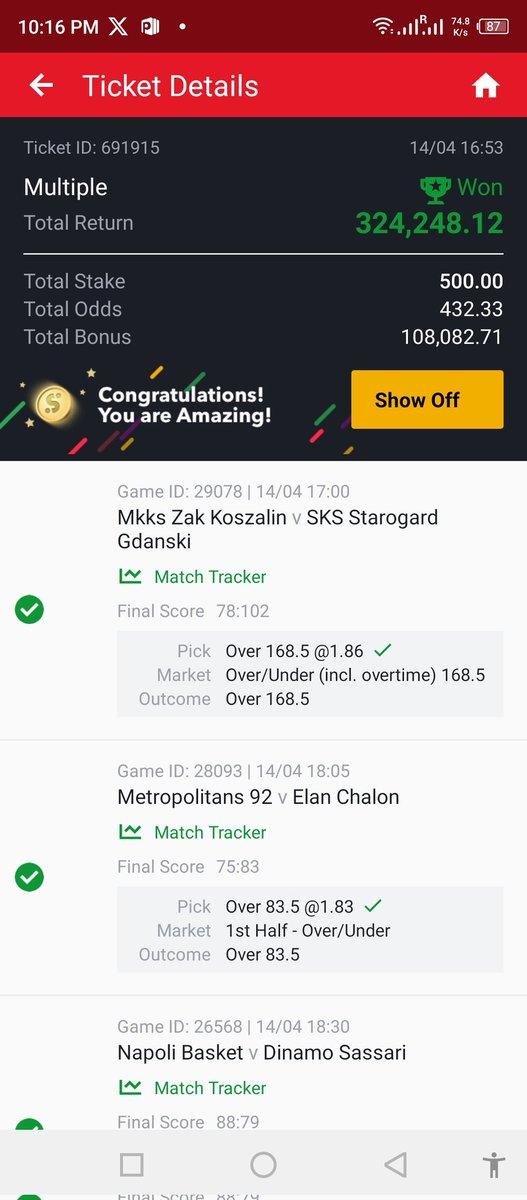 10:16 PM
R
74.8
K/s
87
Ticket Details
Ticket ID: 691915
14/04 16:53
Multiple
Won
Total Return
324,248.12
Total Stake
500.00
Total Odds
432.33
Total Bonus
108,082.71
Congratulations!
You are Amazing!
Show Off
Game ID: 29078 | 14/04 17:00
Mkks Zak Koszalin v SKS Starogard
Gdanski
Match Tracker
Final Score 78:102
Pick Over 168.5 @1.86
Market Over/Under (incl. overtime) 168.5
Outcome Over 168.5
Game ID: 28093 | 14/04 18:05
Metropolitans 92 v Elan Chalon
Match Tracker
Final Score 75:83
Pick Over 83.5 @1.83
Market 1st Half - Over/Under
Outcome Over 83.5
Game ID: 26568 | 14/04 18:30
Napoli Basket v Dinamo Sassari
Match Tracker
Final Score 88:79
Final Score 88:79